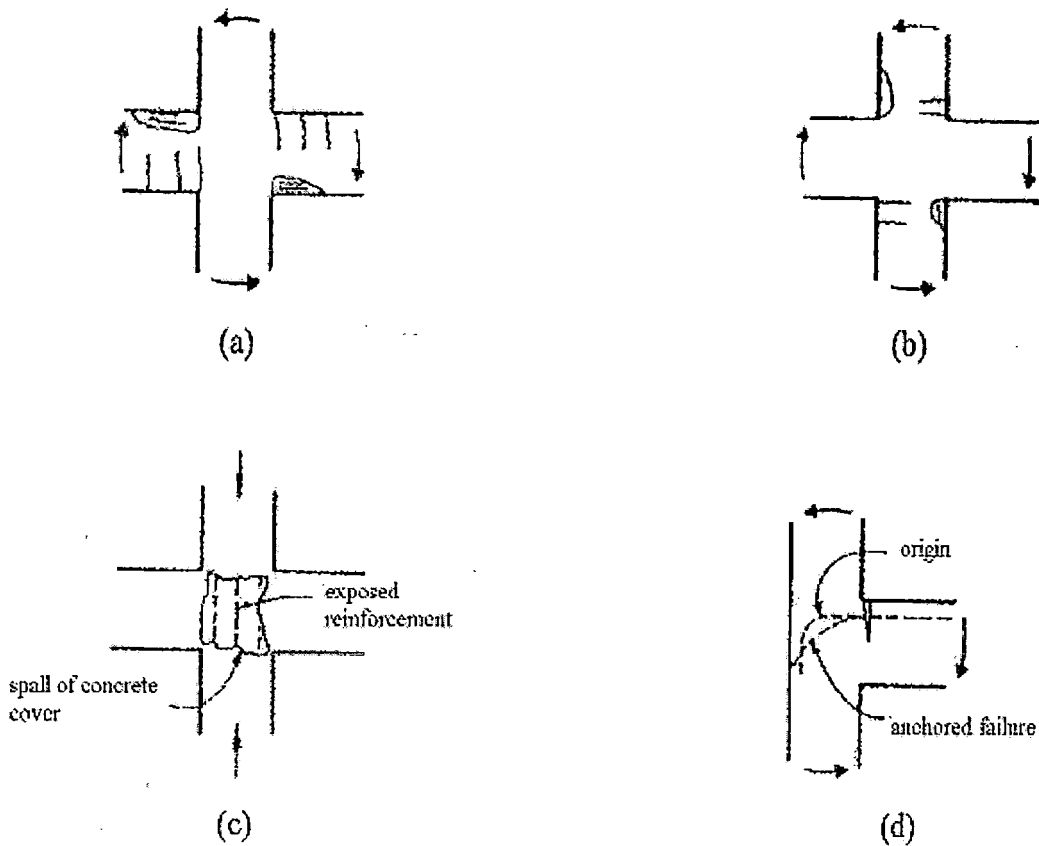 (a)
(b)
exposed
reinforcement
spall of concrete
cover
(c)
origin
anchored failure
(d)